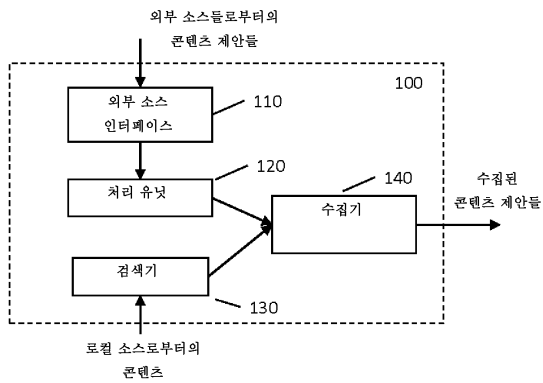 외부 소스들로부터의
콘텐츠 제안들
100
외부 소스
인터페이스
110
120
처리 유닛
140
수집기
수집된
콘텐츠 제안들
검색기
130
로컬 소스로부터의
콘텐츠